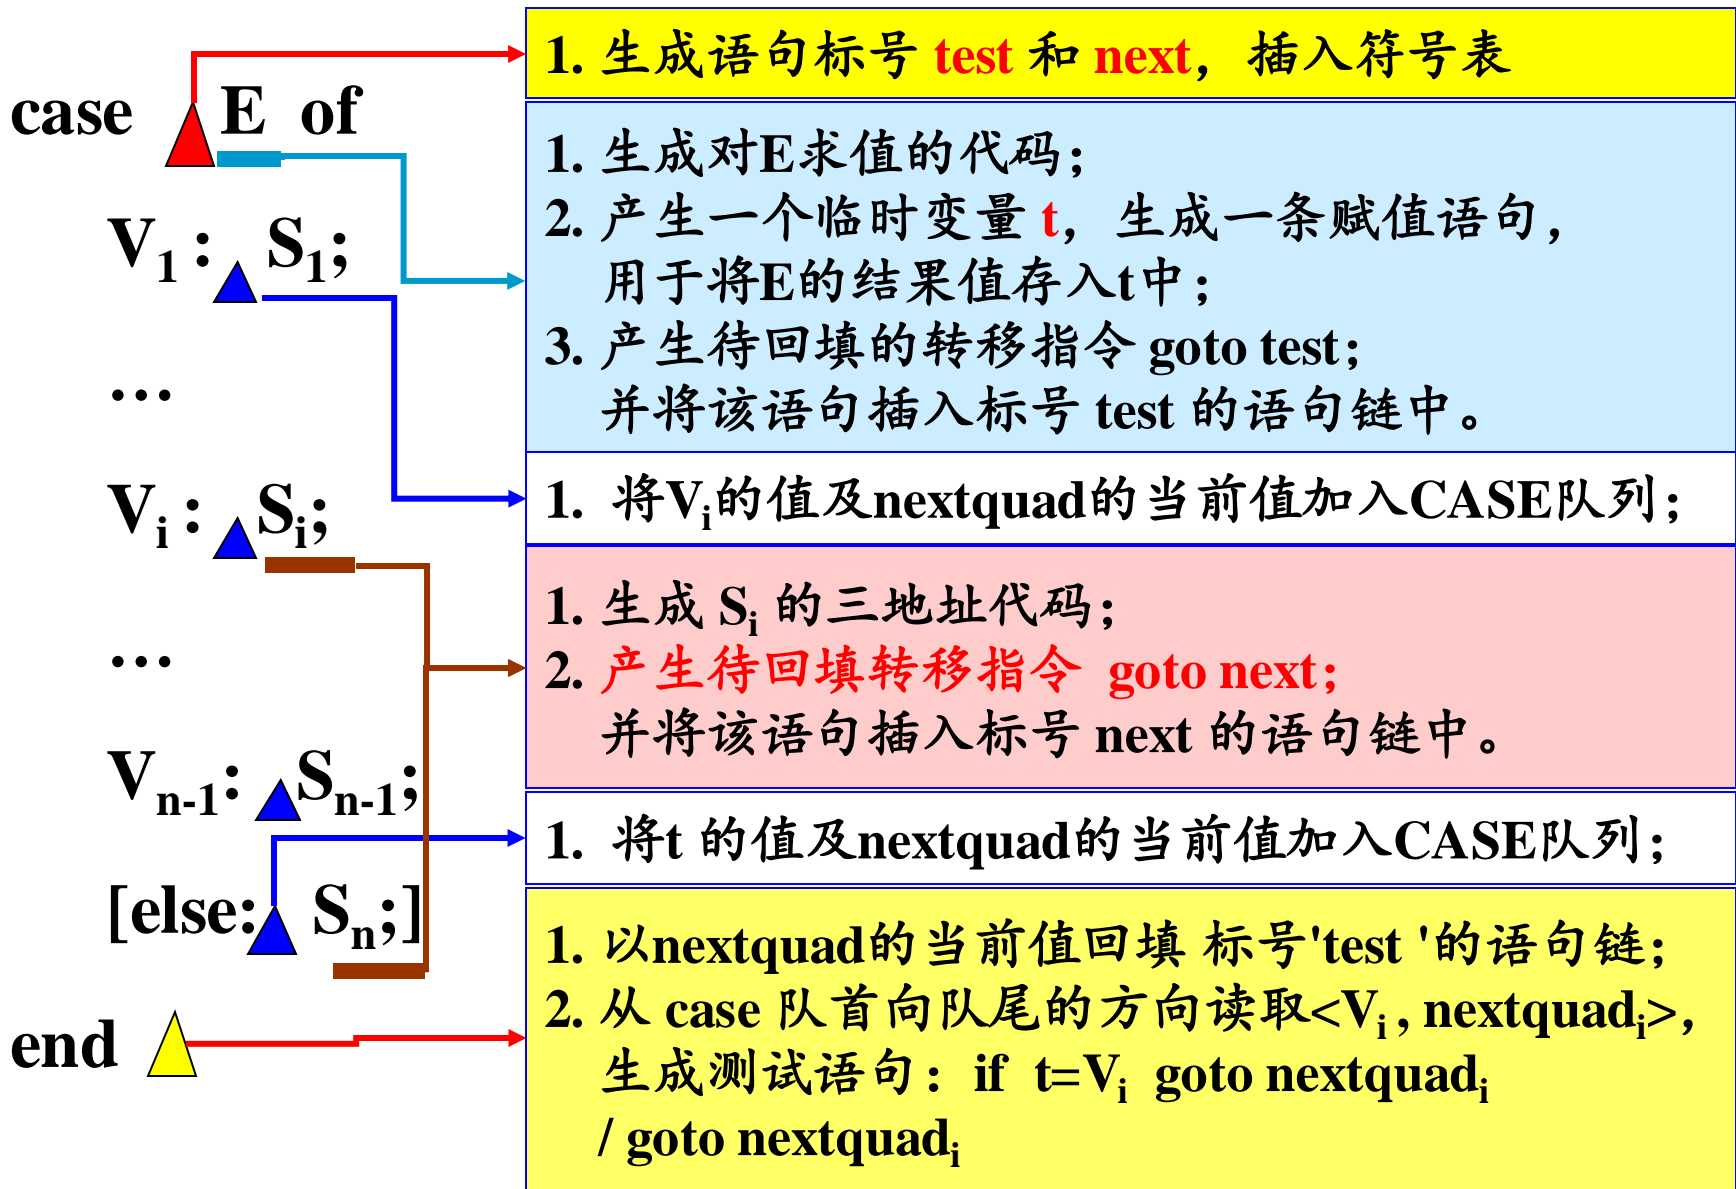 case E of
V1 : S1;
…
Vi : Si;
…
Vn-1: Sn-1;
[else: Sn;]
end
1. 生成语句标号 test 和 next，插入符号表
1. 生成对E求值的代码；
2. 产生一个临时变量 t，生成一条赋值语句，
用于将E的结果值存入t中；
3. 产生待回填的转移指令 goto test；
并将该语句插入标号 test 的语句链中。
1. 将Vi的值及nextquad的当前值加入CASE队列；
1. 生成 Si 的三地址代码；
2. 产生待回填转移指令 goto next；
并将该语句插入标号 next 的语句链中。
1. 将t 的值及nextquad的当前值加入CASE队列；
1. 以nextquad的当前值回填 标号'test '的语句链；
2. 从 case 队首向队尾的方向读取<Vi , nextquadi>，
生成测试语句：if t=Vi goto nextquadi
/ goto nextquadi